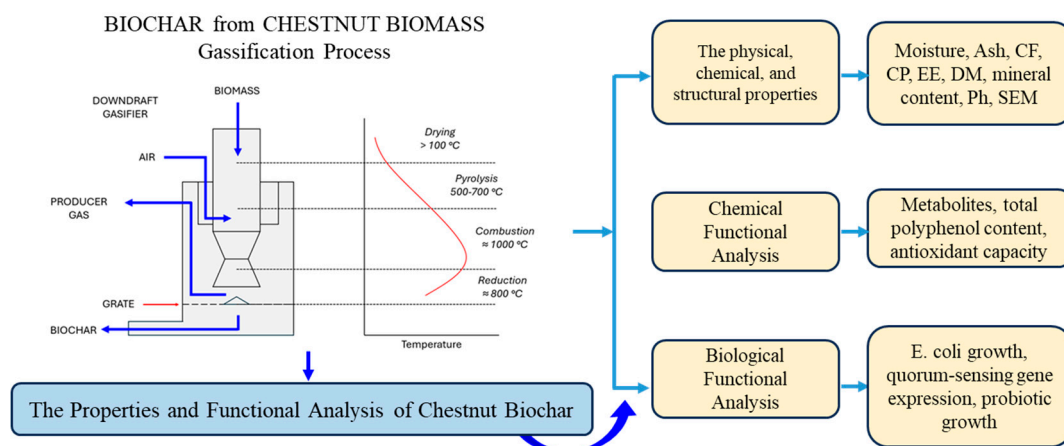 BIOCHAR from CHESTNUT BIOMASS
Gassification Process
DOWNDRAFT
GASIFIER
BIOMASS
AIR
PRODUCER
GAS
GRATE
BIOCHAR
Drying
> 100 ºC
Pyrolysis
500-700 ºC
Combustion
≈ 1000 ºC
Reduction
≈ 800 ºC
Temperature
The Properties and Functional Analysis of Chestnut Biochar
The physical,
chemical, and
structural properties
Moisture, Ash, CF,
CP, EE, DM, mineral
content, Ph, SEM
Chemical
Functional
Analysis
Metabolites, total
polyphenol content,
antioxidant capacity
Biological
Functional
Analysis
E. coli growth,
quorum-sensing gene
expression, probiotic
growth